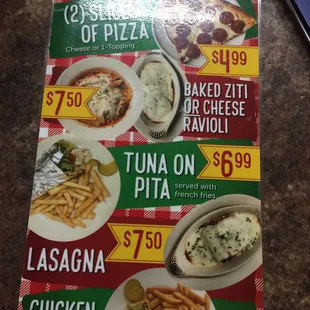 (2) SLICES
OF PIZZA
Cheese or 1-Topping
$4.99
$7.50
BAKED ZITI
OR CHEESE
RAVIOLI
TUNA ON
PITA
served with
french fries
$6.99
$7.50
LASAGNA
CHICKEN